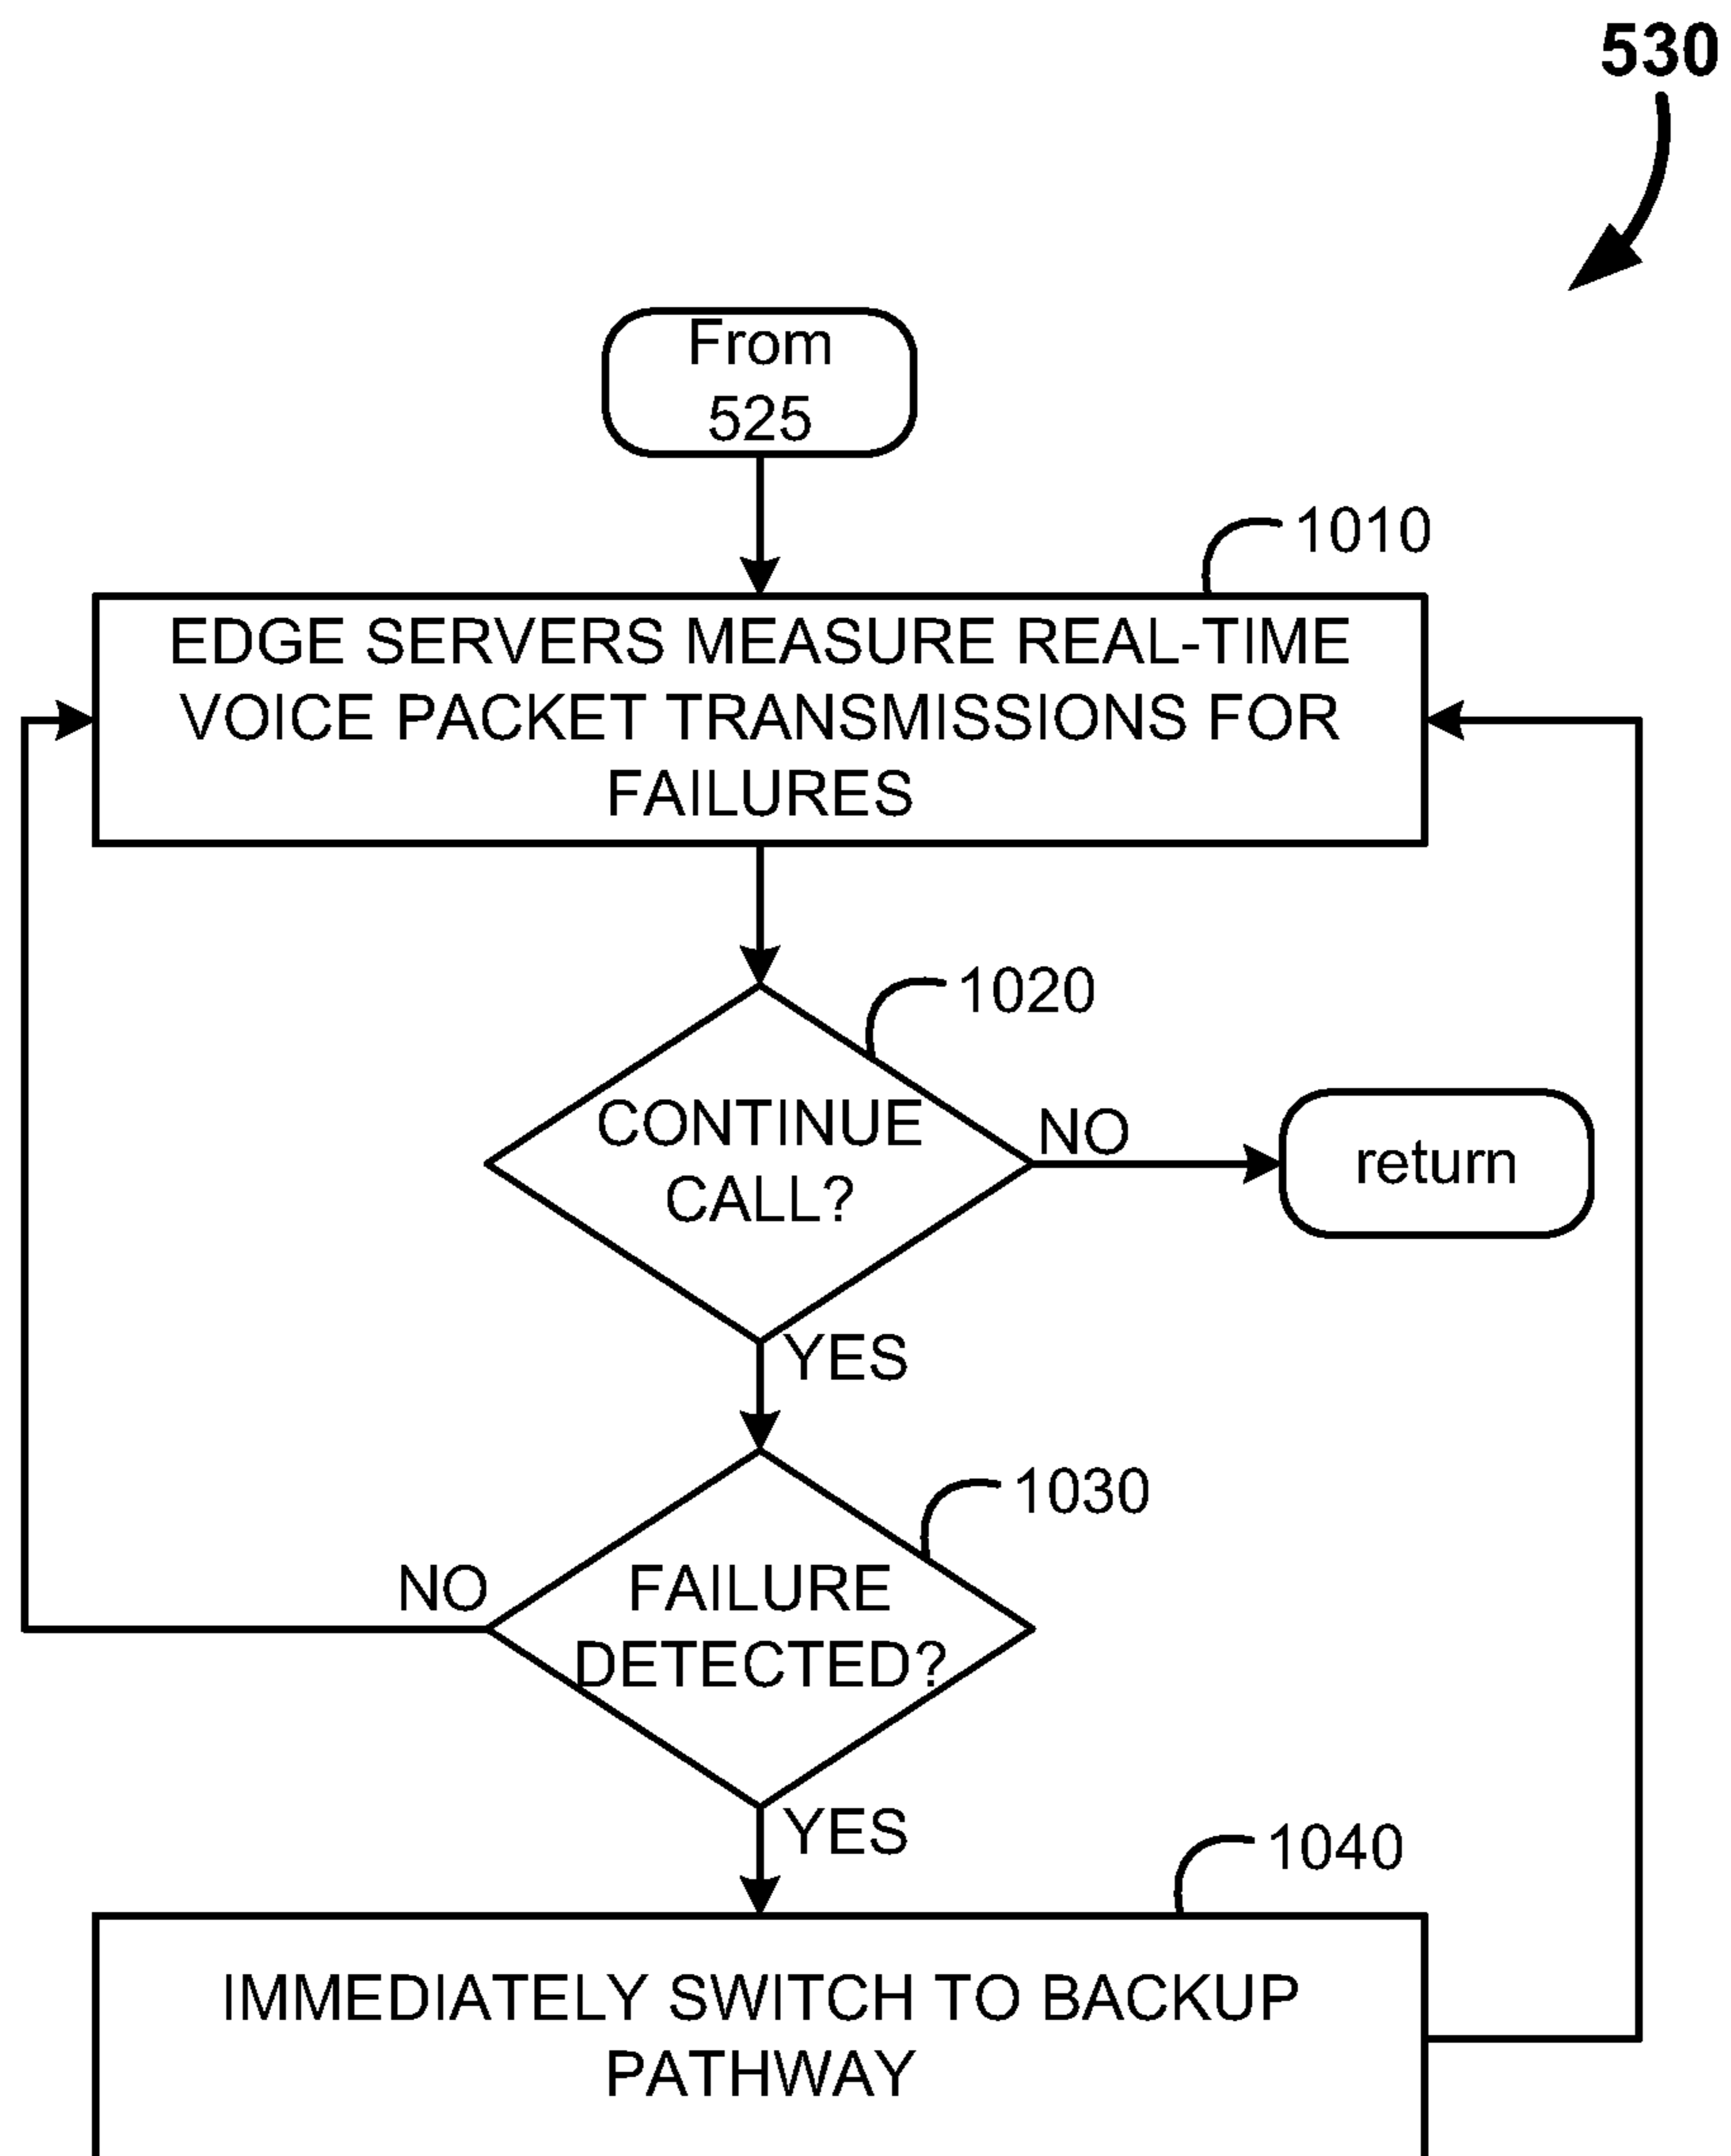 530
From
525
1010
EDGE SERVERS MEASURE REAL-TIME
VOICE PACKET TRANSMISSIONS FOR
FAILURES
1020
CONTINUE
CALL?
NO
return
YES
1030
NO
FAILURE
DETECTED?
YES
1040
IMMEDIATELY SWITCH TO BACKUP
PATHWAY